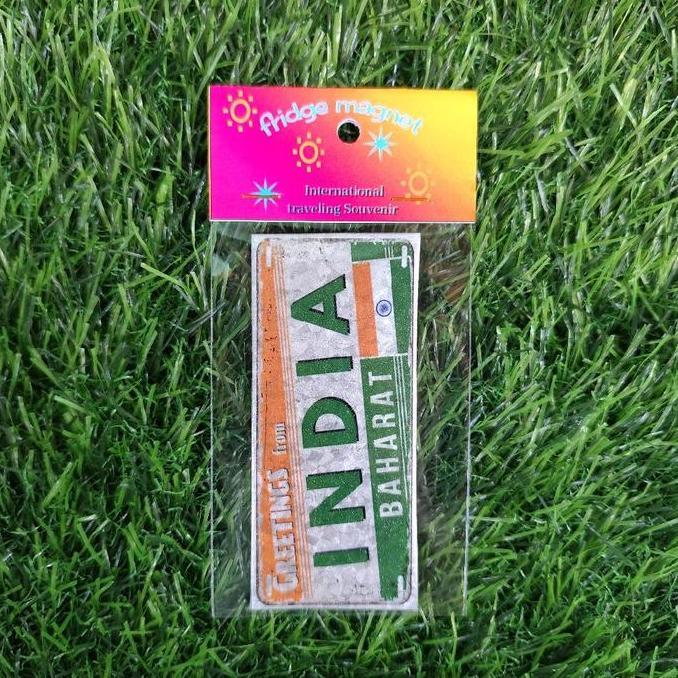 fridge magnet
International
traveling Souvenir
GREETINGS from
INDIA
BAHARAT